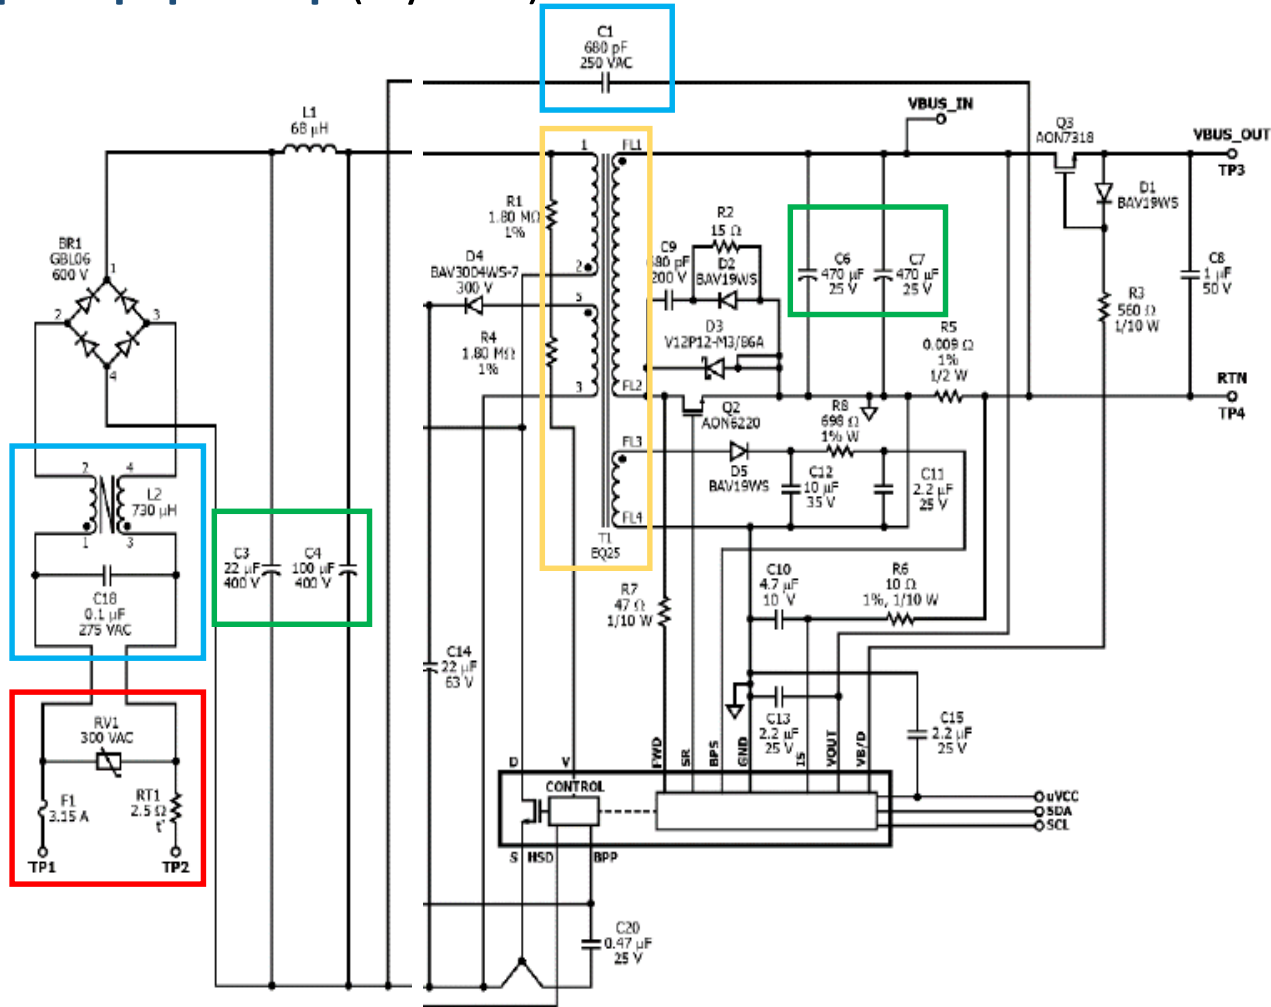 C1
680 pF
250 VAC
VBUS_IN
L1
68 µH
Q3
AON7318
VBUS_OUT
TP3
1
FL1
R1
1.80 MΩ
1%
D1
BAV19WS
R2
15 Ω
C9
680 pF
200 V
D2
BAV19WS
C6
470 µF
25 V
C7
470 µF
25 V
C8
1 µF
50 V
BR1
GBL06
600 V
1
2
3
4
D4
BAV3004WS-7
300 V
2
5
R3
560 Ω
1/10 W
D3
V12P12-M3/86A
R5
0.009 Ω
1%
1/2 W
R4
1.80 MΩ
1%
3
FL2
RTN
TP4
Q2
AON6220
R8
698 Ω
1% W
FL3
D5
BAV19WS
C12
10 µF
35 V
C11
2.2 µF
25 V
FL4
T1
EQ25
2
4
L2
730 µH
1
3
C18
0.1 µF
275 VAC
C3
22 µF
400 V
C4
100 µF
400 V
R7
47 Ω
1/10 W
C10
4.7 µF
10 V
R6
10 Ω
1%, 1/10 W
C14
22 µF
63 V
C13
2.2 µF
25 V
C15
2.2 µF
25 V
RV1
300 VAC
F1
3.15 A
RT1
2.5 Ω
t°
TP1
TP2
D
V
FWD
SR
BPS
GND
IS
VOUT
VB/D
CONTROL
uVCC
SDA
SCL
S
HSD
BPP
C20
0.47 µF
25 V